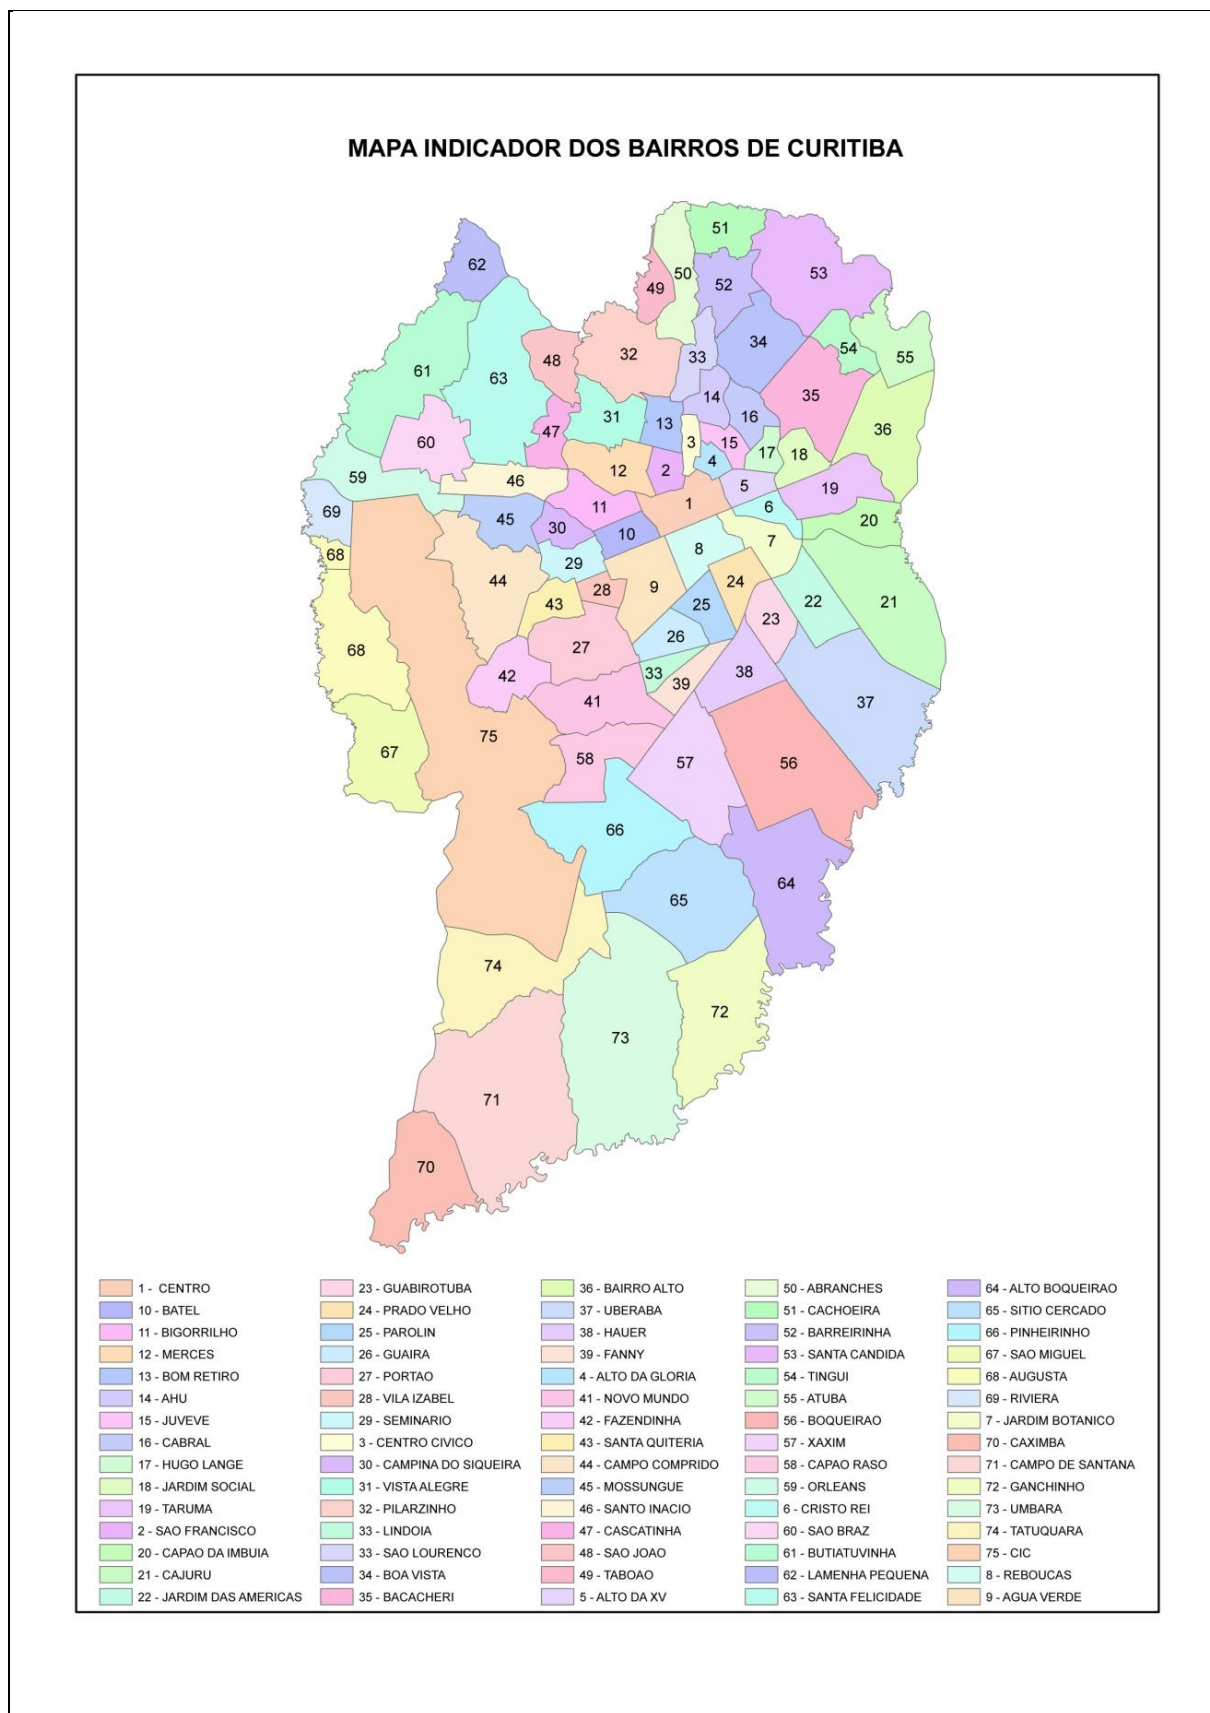 MAPA INDICADOR DOS BAIRROS DE CURITIBA
51
62
50
53
49
52
34
54
55
33
32
48
61
63
35
14
16
31
13
47
36
60
3
15
17
18
12
2
4
59
46
5
19
11
1
6
69
45
30
10
20
7
8
68
29
44
9
24
28
43
25
22
21
23
26
27
68
42
33
39
38
41
37
75
67
58
57
56
66
64
65
74
72
73
71
70
1 - CENTRO
10 - BATEL
11 - BIGORRILHO
12 - MERCES
13 - BOM RETIRO
14 - AHU
15 - JUVEVE
16 - CABRAL
17 - HUGO LANGE
18 - JARDIM SOCIAL
19 - TARUMA
2 - SAO FRANCISCO
20 - CAPAO DA IMBUIA
21 - CAJURU
22 - JARDIM DAS AMERICAS
23 - GUABIROTUBA
24 - PRADO VELHO
25 - PAROLIN
26 - GUAIRA
27 - PORTAO
28 - VILA IZABEL
29 - SEMINARIO
3 - CENTRO CIVICO
30 - CAMPINA DO SIQUEIRA
31 - VISTA ALEGRE
32 - PILARZINHO
33 - LINDOIA
33 - SAO LOURENCO
34 - BOA VISTA
35 - BACACHERI
36 - BAIRRO ALTO
37 - UBERABA
38 - HAUER
39 - FANNY
4 - ALTO DA GLORIA
41 - NOVO MUNDO
42 - FAZENDINHA
43 - SANTA QUITERIA
44 - CAMPO COMPRIDO
45 - MOSSUNGUE
46 - SANTO INACIO
47 - CASCATINHA
48 - SAO JOAO
49 - TABOAO
5 - ALTO DA XV
50 - ABRANCHES
51 - CACHOEIRA
52 - BARREIRINHA
53 - SANTA CANDIDA
54 - TINGUI
55 - ATUBA
56 - BOQUEIRAO
57 - XAXIM
58 - CAPAO RASO
59 - ORLEANS
6 - CRISTO REI
60 - SAO BRAZ
61 - BUTIATUVINHA
62 - LAMENHA PEQUENA
63 - SANTA FELICIDADE
64 - ALTO BOQUEIRAO
65 - SITIO CERCADO
66 - PINHEIRINHO
67 - SAO MIGUEL
68 - AUGUSTA
69 - RIVIERA
7 - JARDIM BOTANICO
70 - CAXIMBA
71 - CAMPO DE SANTANA
72 - GANCHINHO
73 - UMBARA
74 - TATUQUARA
75 - CIC
8 - REBOUCAS
9 - AGUA VERDE